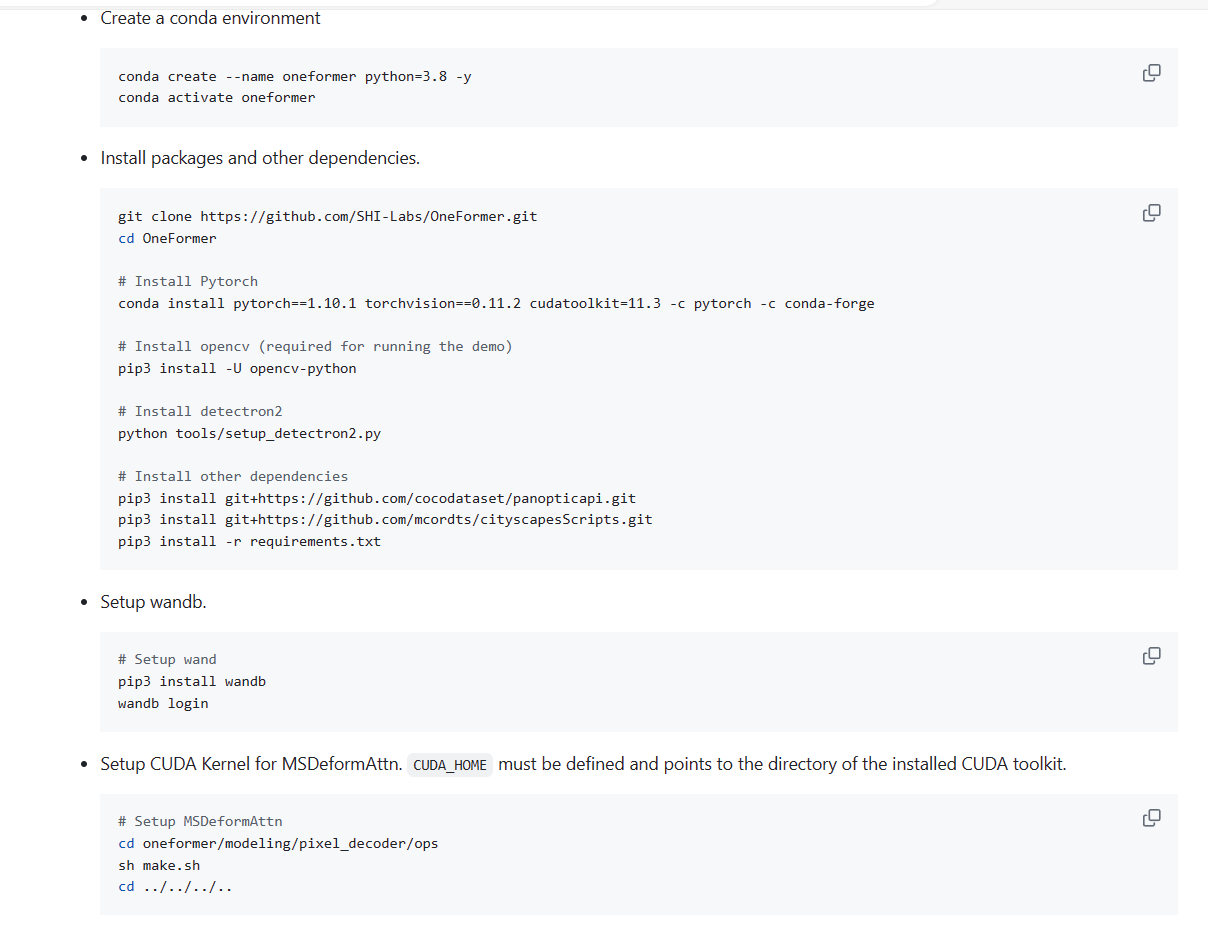 Create a conda environment
conda create --name oneformer python=3.8 -y
conda activate oneformer
Install packages and other dependencies.
git clone https://github.com/SHI-Labs/OneFormer.git
cd OneFormer
# Install Pytorch
conda install pytorch==1.10.1 torchvision==0.11.2 cudatoolkit=11.3 -c pytorch -c conda-forge
# Install opencv (required for running the demo)
pip3 install -U opencv-python
# Install detectron2
python tools/setup_detectron2.py
# Install other dependencies
pip3 install git+https://github.com/cocodataset/panopticapi.git
pip3 install git+https://github.com/mcordts/cityscapesScripts.git
pip3 install -r requirements.txt
Setup wandb.
# Setup wand
pip3 install wandb
wandb login
Setup CUDA Kernel for MSDeformAttn. CUDA_HOME must be defined and points to the directory of the installed CUDA toolkit.
# Setup MSDeformAttn
cd oneformer/modeling/pixel_decoder/ops
sh make.sh
cd ../../../..